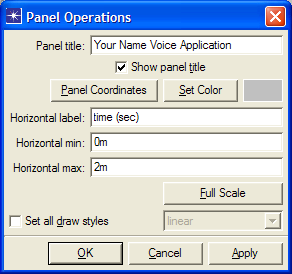 Panel Operations
Panel title: Your Name Voice Application
Show panel title
Panel Coordinates Set Color
Horizontal label: time (sec)
Horizontal min: 0m
Horizontal max: 2m
Full Scale
Set all draw styles linear
OK Cancel Apply